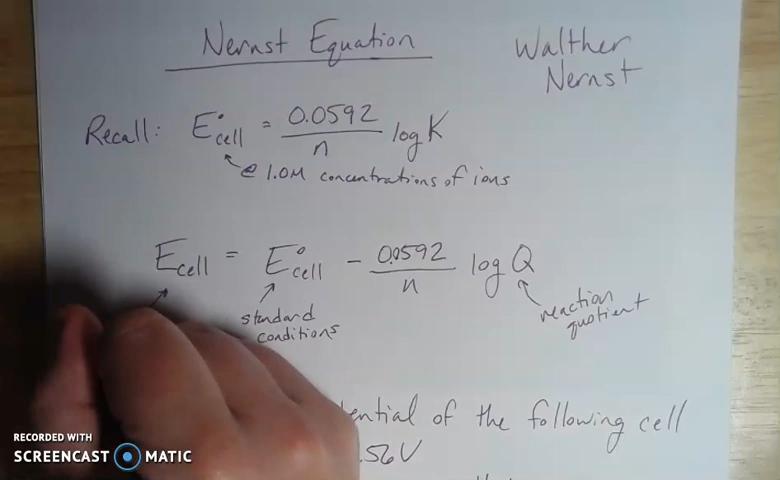 Nernst Equation
Walther
Nernst
Recall: E°cell = 0.0592/n log K
@ 1.0M concentrations of ions
Ecell = E°cell - 0.0592/n log Q
standard
conditions
reaction
quotient
of the following cell
.56V
RECORDED WITH
SCREENCAST MATIC